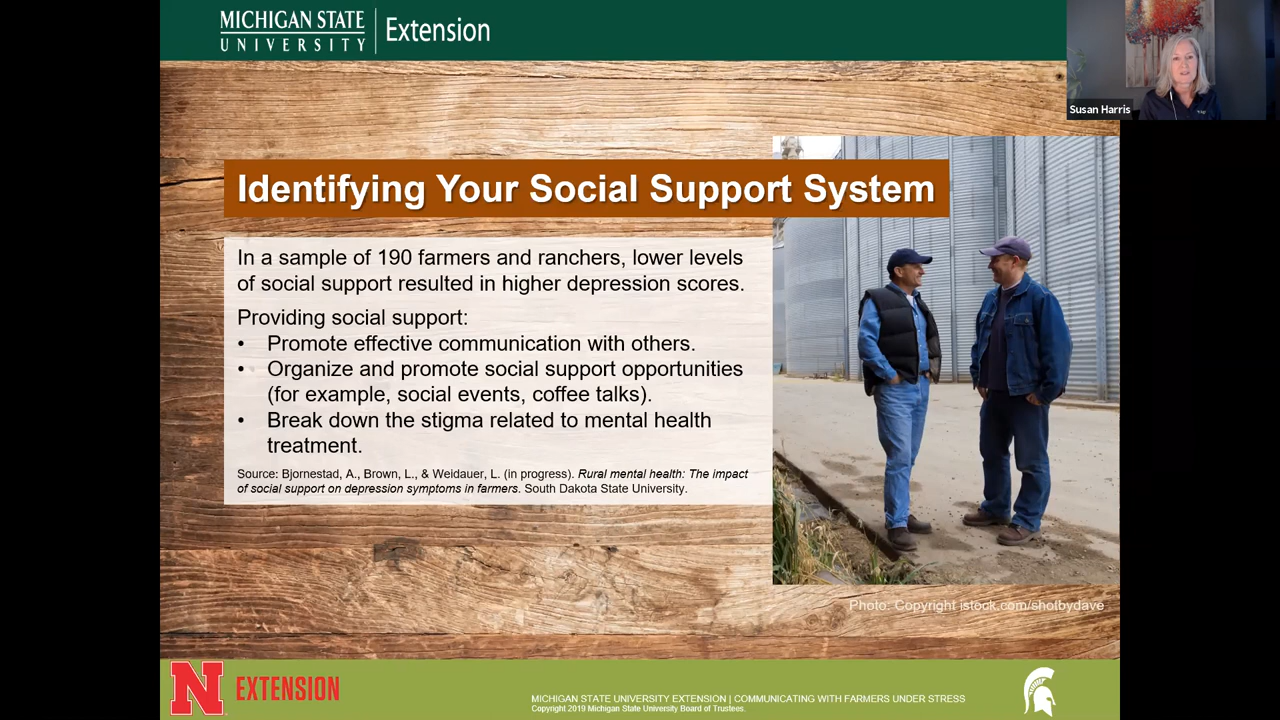 MICHIGAN STATE
UNIVERSITY
Extension
Susan Harris
Identifying Your Social Support System
In a sample of 190 farmers and ranchers, lower levels
of social support resulted in higher depression scores.
Providing social support:
• Promote effective communication with others.
• Organize and promote social support opportunities
(for example, social events, coffee talks).
• Break down the stigma related to mental health
treatment.
Source: Bjornestad, A., Brown, L., & Weidauer, L. (in progress). Rural mental health: The impact
of social support on depression symptoms in farmers. South Dakota State University.
Photo: Copyright istock.com/shotbydave
N EXTENSION
MICHIGAN STATE UNIVERSITY EXTENSION | COMMUNICATING WITH FARMERS UNDER STRESS
Copyright 2019 Michigan State University Board of Trustees.